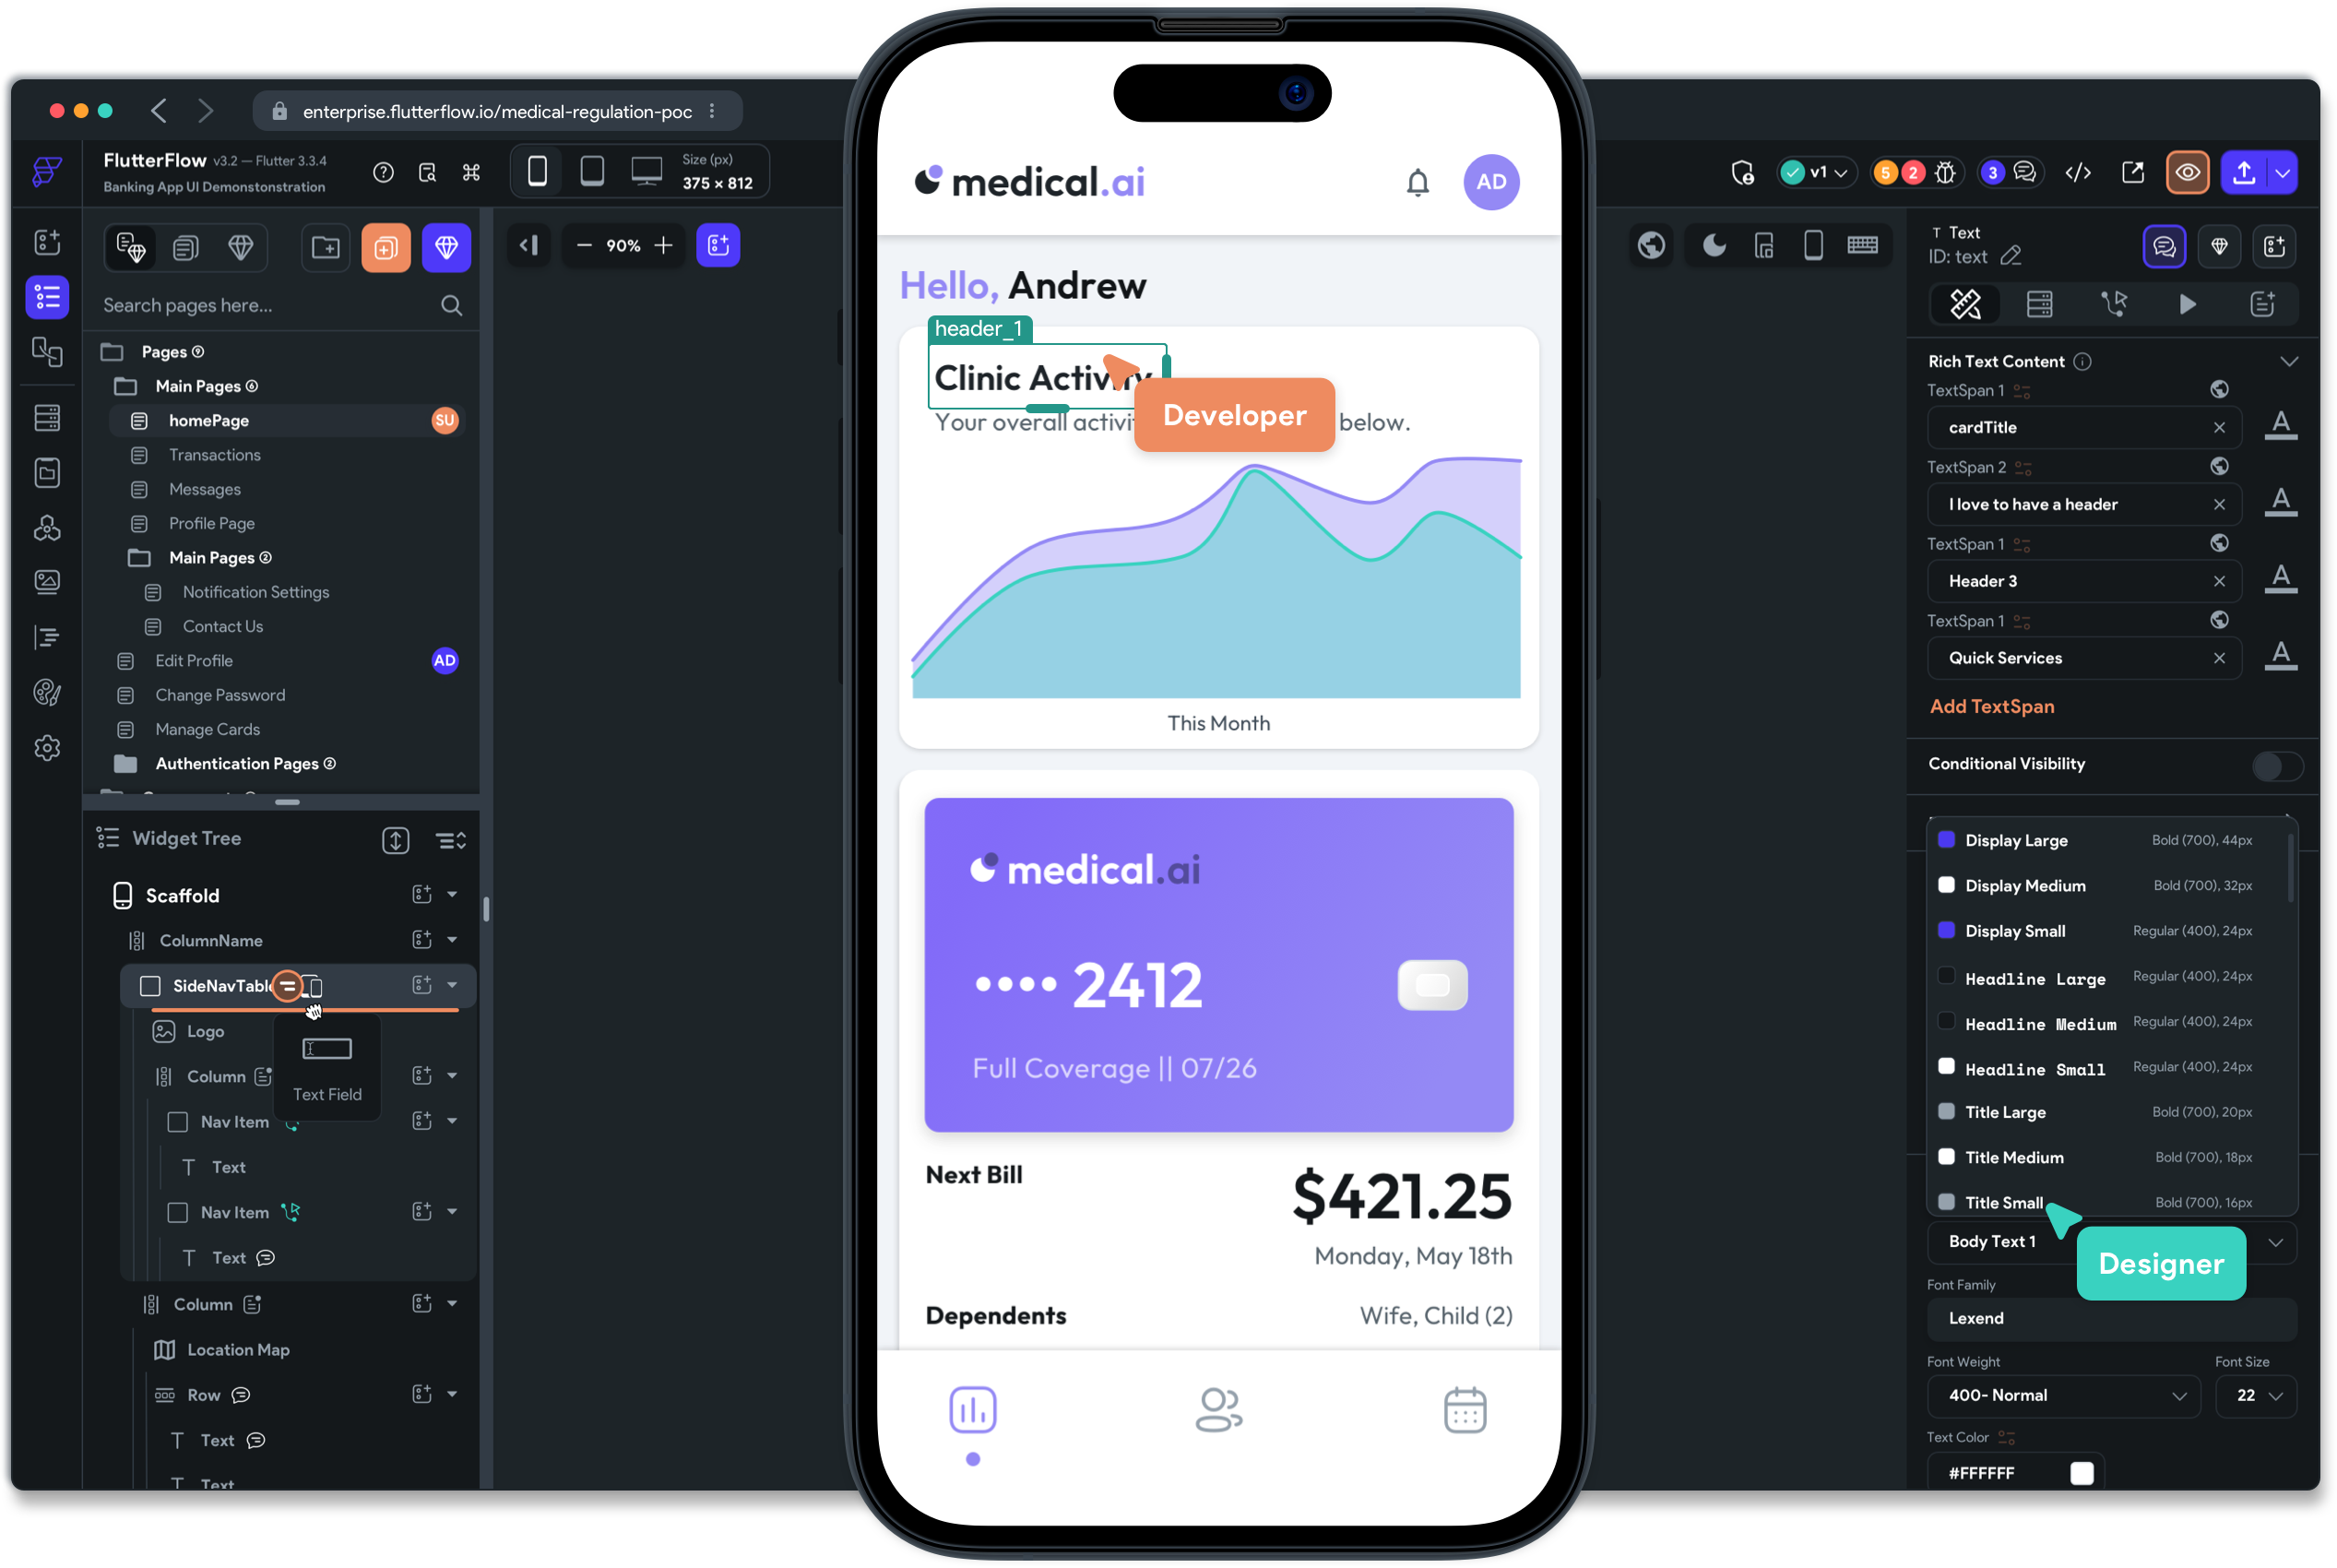 enterprise.flutterflow.io/medical-regulation-poc
FlutterFlow v3.2 — Flutter 3.3.4
Banking App UI Demonstonstration
Size (px)
375 × 812
v1
5 2
3
Search pages here...
Pages 9
Main Pages 6
homePage SU
Transactions
Messages
Profile Page
Main Pages 2
Notification Settings
Contact Us
Edit Profile AD
Change Password
Manage Cards
Authentication Pages 2
Widget Tree
Scaffold
ColumnName
SideNavTabl
Logo
Column
Text Field
Nav Item
Text
Nav Item
Text
Column
Location Map
Row
Text
Text
90%
medical.ai
AD
Hello, Andrew
header_1
Clinic Activity
Developer
Your overall activi below.
This Month
medical.ai
•••• 2412
Full Coverage || 07/26
Next Bill
$421.25
Monday, May 18th
Dependents
Wife, Child (2)
T Text
ID: text
Rich Text Content
TextSpan 1
cardTitle
TextSpan 2
I love to have a header
TextSpan 1
Header 3
TextSpan 1
Quick Services
Add TextSpan
Conditional Visibility
Display Large Bold (700), 44px
Display Medium Bold (700), 32px
Display Small Regular (400), 24px
Headline Large Regular (400), 24px
Headline Medium Regular (400), 24px
Headline Small Regular (400), 24px
Title Large Bold (700), 20px
Title Medium Bold (700), 18px
Title Small Bold (700), 16px
Body Text 1
Designer
Font Family
Lexend
Font Weight Font Size
400- Normal 22
Text Color
#FFFFFF